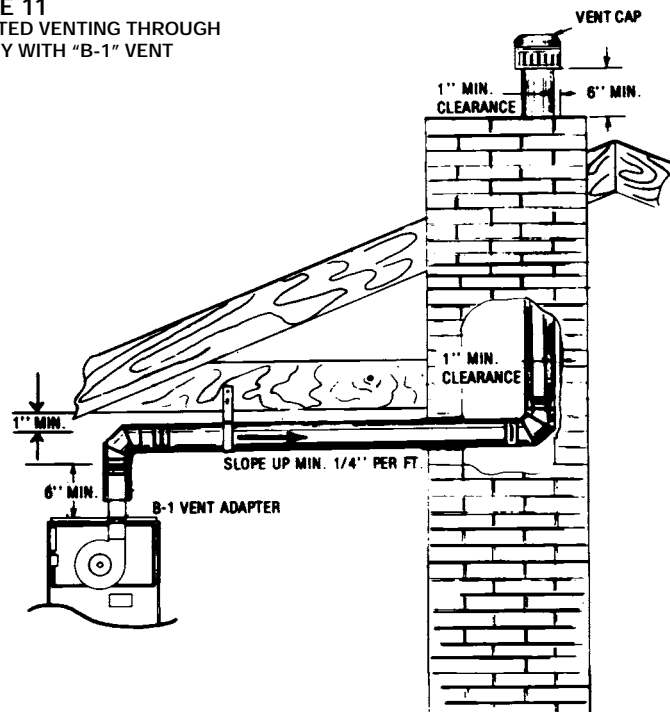 E 11
TED VENTING THROUGH
Y WITH “B-1” VENT
VENT CAP
1'' MIN.
CLEARANCE
6'' MIN.
1'' MIN.
CLEARANCE
1'' MIN.
SLOPE UP MIN. 1/4'' PER FT.
6'' MIN.
B-1 VENT ADAPTER